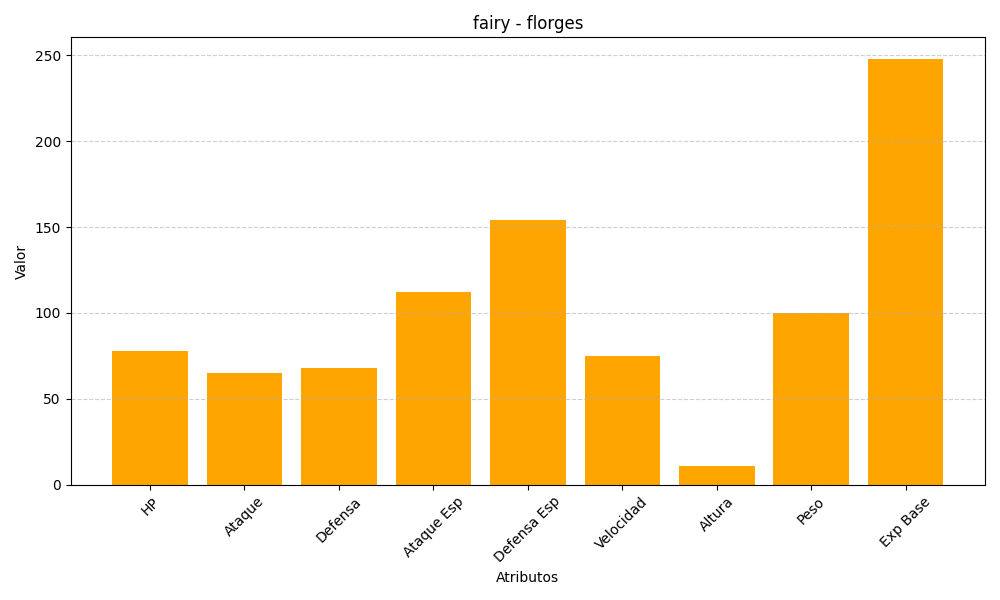 fairy - florges
Valor
250
200
150
100
50
0
HP
Ataque
Defensa
Ataque Esp
Defensa Esp
Velocidad
Altura
Peso
Exp Base
Atributos